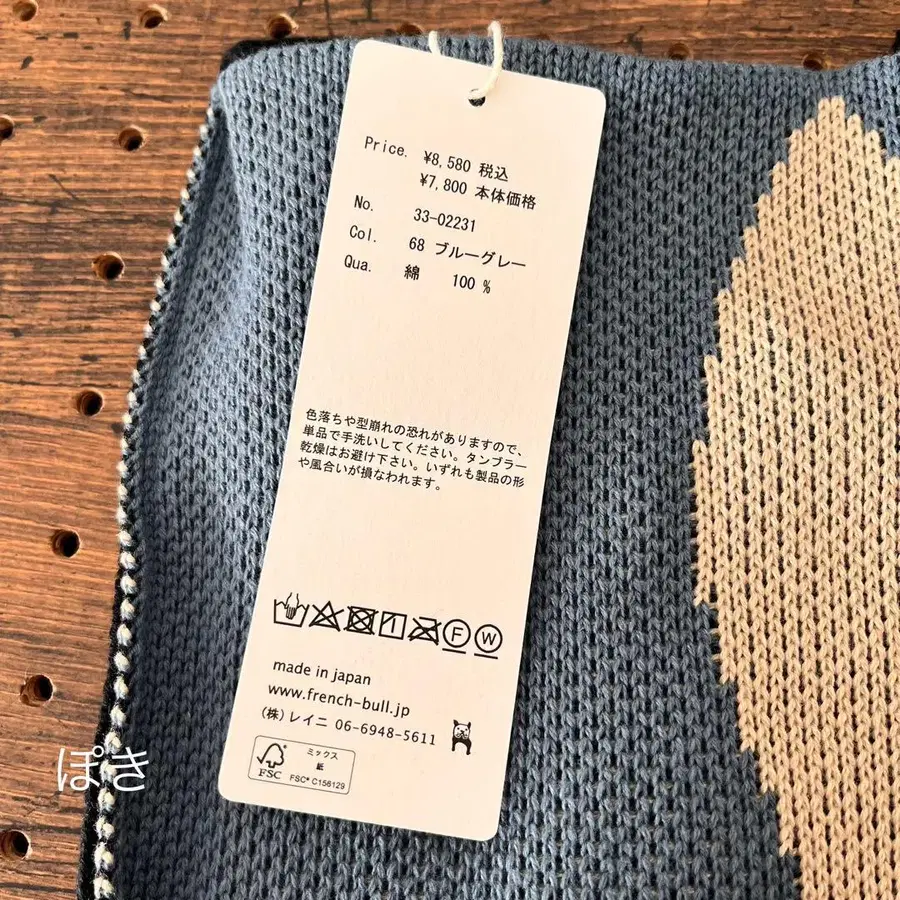 Price. ¥8,580 税込
¥7,800 本体価格
No. 33-02231
Col. 68 ブルーグレー
Qua. 綿 100 %
色落ちや型崩れの恐れがありますので、
単品で手洗いしてください。タンブラー
乾燥はお避け下さい。いずれも製品の形
や風合いが損なわれます。
F W
made in japan
www.french-bull.jp
(株)レイニ 06-6948-5611
FSC
ミックス
紙
FSC® C156129
ぽき